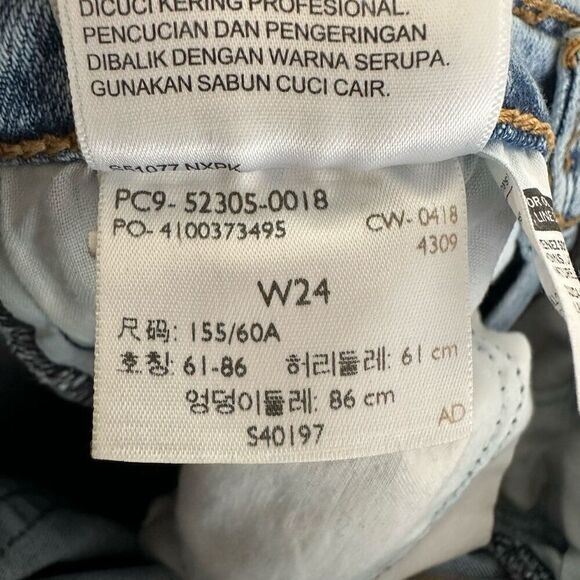 DICUCI KERING PROFESIONAL.
PENCUCIAN DAN PENGERINGAN
DIBALIK DENGAN WARNA SERUPA.
GUNAKAN SABUN CUCI CAIR.
NXPK
PC9- 52305-0018
PO- 4100373495
CW- 0418
4309
W24
尺码: 155/60A
호칭: 61-86 허리둘레: 61 cm
엉덩이둘레: 86 cm
S40197
AD
LINE